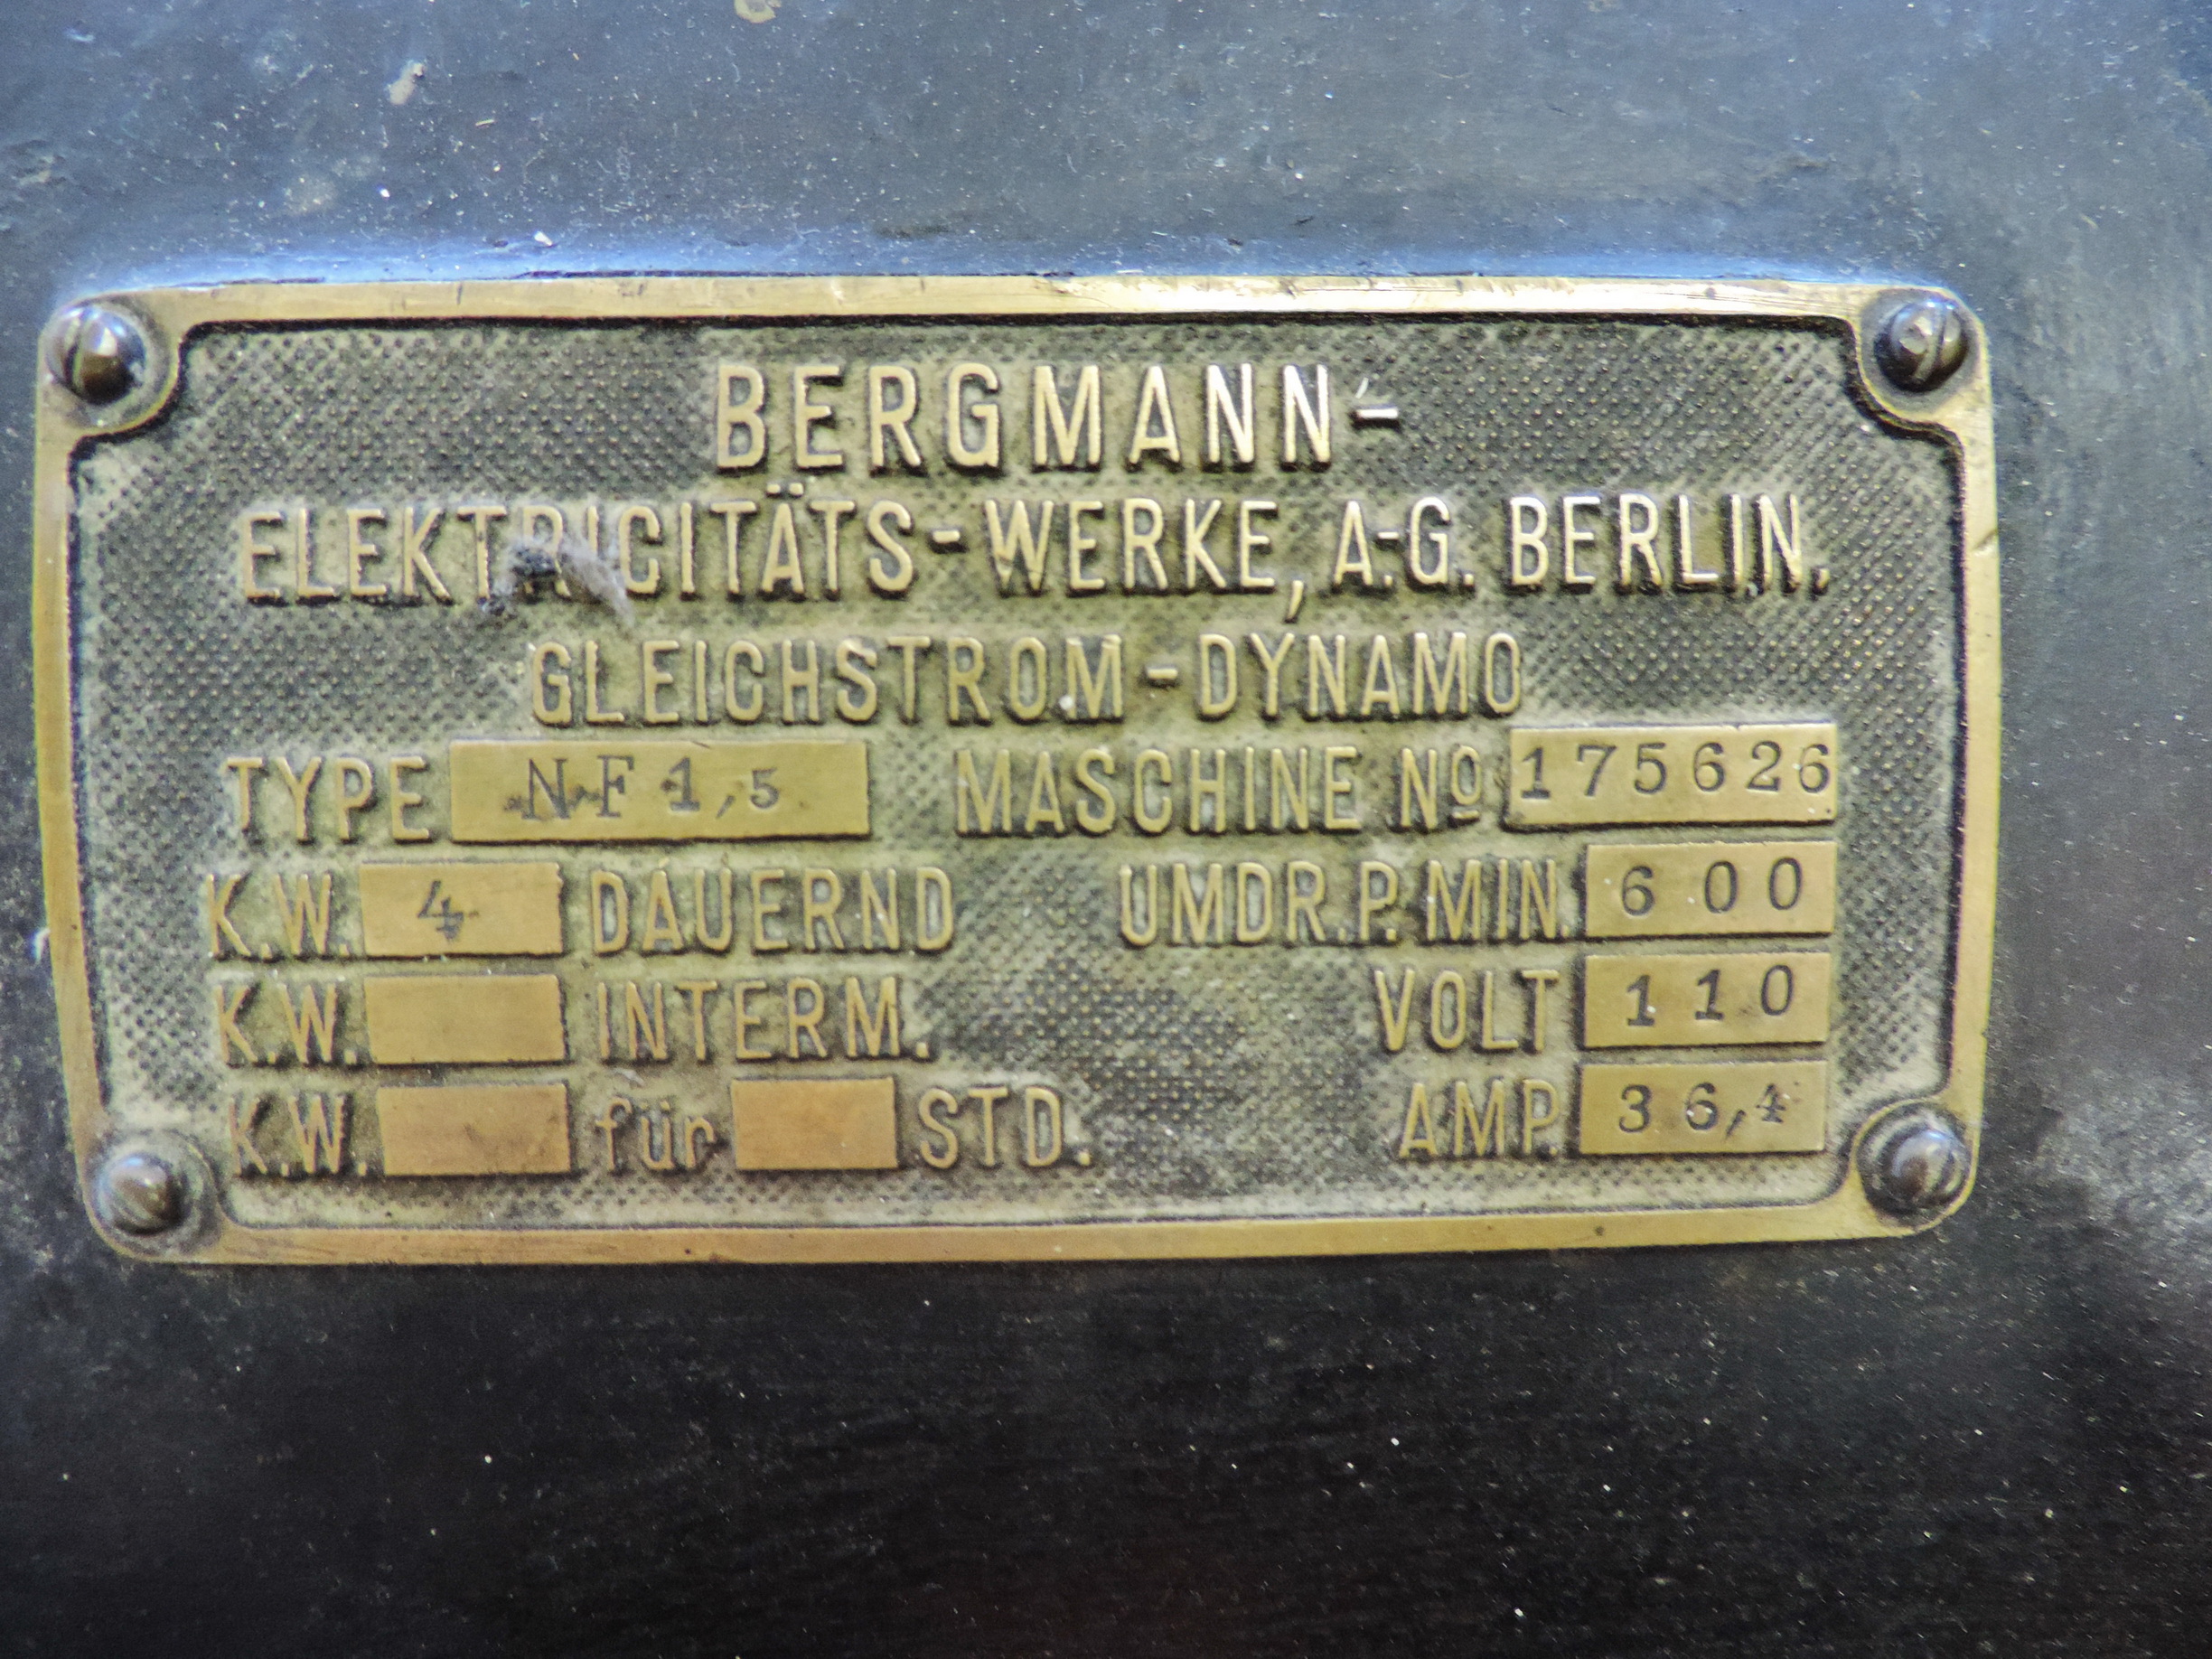 BERGMANN-
ELEKTRICITÄTS-WERKE, A.-G. BERLIN.
GLEICHSTROM-DYNAMO
TYPE NF 1,5 MASCHINE Nº 175626
K.W. 4 DAUERND UMDR. P. MIN. 600
K.W. INTERM. VOLT 110
K.W. für STD. AMP. 36,4